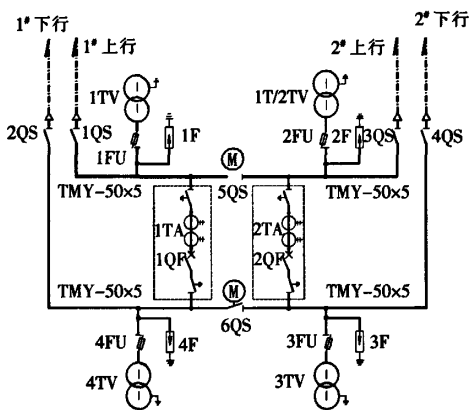 1# 下行
2# 下行
1# 上行
2# 上行
1TV
1T/2TV
2QS
1QS
1F
2FU
2F
3QS
4QS
1FU
M
TMY-50×5
5QS
TMY-50×5
1TA
2TA
1QF
2QF
TMY-50×5
M
TMY-50×5
6QS
4FU
4F
3FU
3F
4TV
3TV